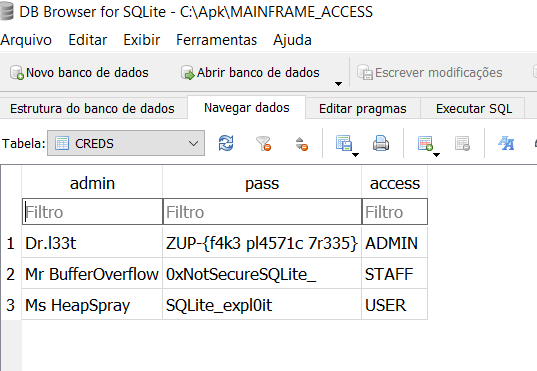 DB Browser for SQLite - C:\Apk\MAINFRAME_ACCESS
Arquivo Editar Exibir Ferramentas Ajuda
Novo banco de dados Abrir banco de dados Escrever modificações
Estrutura do banco de dados Navegar dados Editar pragmas Executar SQL
Tabela: CREDS
admin pass access
Filtro Filtro Filtro
1 Dr.l33t ZUP-{f4k3 pl4571c 7r335} ADMIN
2 Mr BufferOverflow 0xNotSecureSQLite_ STAFF
3 Ms HeapSpray SQLite_expl0it USER